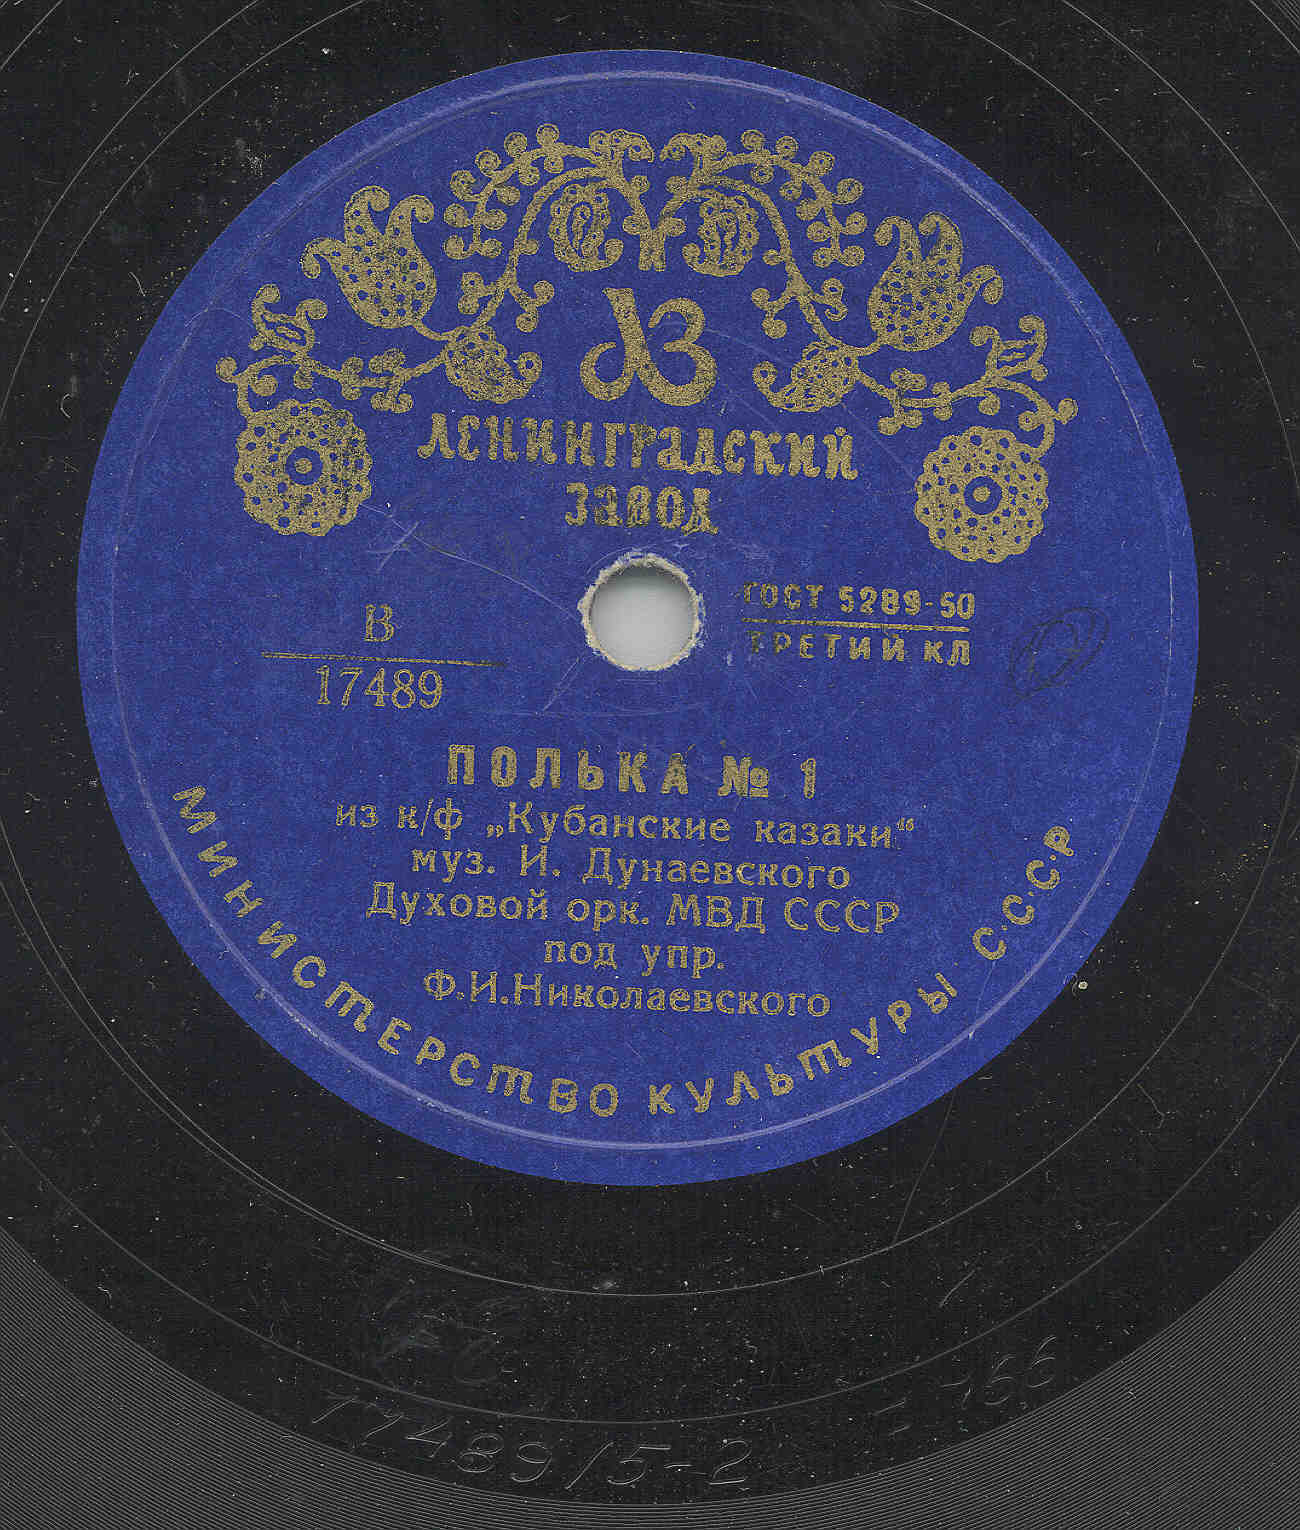 ЛЗ
ЛЕНИНГРАДСКИЙ
ЗАВОД
ГОСТ 5289-50
ТРЕТИЙ КЛ
В
17489
ПОЛЬКА № 1
из к/ф „Кубанские казаки“
муз. И. Дунаевского
Духовой орк. МВД СССР
под упр.
Ф.И.Николаевского
МИНИСТЕРСТВО КУЛЬТУРЫ С.С.С.Р
17489/5-2